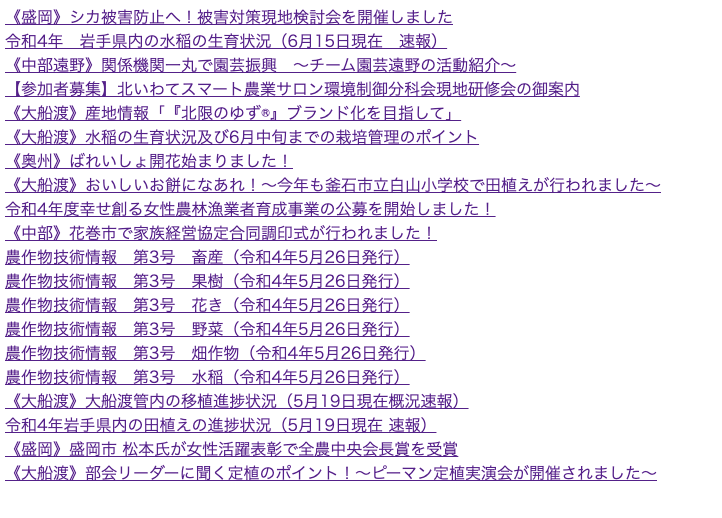 《盛岡》シカ被害防止へ！被害対策現地検討会を開催しました
令和4年　岩手県内の水稲の生育状況（6月15日現在　速報）
《中部遠野》関係機関一丸で園芸振興　～チーム園芸遠野の活動紹介～
【参加者募集】北いわてスマート農業サロン環境制御分科会現地研修会の御案内
《大船渡》産地情報「『北限のゆず®』ブランド化を目指して」
《大船渡》水稲の生育状況及び6月中旬までの栽培管理のポイント
《奥州》ばれいしょ開花始まりました！
《大船渡》おいしいお餅になあれ！～今年も釜石市立白山小学校で田植えが行われました～
令和4年度幸せ創る女性農林漁業者育成事業の公募を開始しました！
《中部》花巻市で家族経営協定合同調印式が行われました！
農作物技術情報　第3号　畜産（令和4年5月26日発行）
農作物技術情報　第3号　果樹（令和4年5月26日発行）
農作物技術情報　第3号　花き（令和4年5月26日発行）
農作物技術情報　第3号　野菜（令和4年5月26日発行）
農作物技術情報　第3号　畑作物（令和4年5月26日発行）
農作物技術情報　第3号　水稲（令和4年5月26日発行）
《大船渡》大船渡管内の移植進捗状況（5月19日現在概況速報）
令和4年岩手県内の田植えの進捗状況（5月19日現在 速報）
《盛岡》盛岡市 松本氏が女性活躍表彰で全農中央会長賞を受賞
《大船渡》部会リーダーに聞く定植のポイント！～ピーマン定植実演会が開催されました～